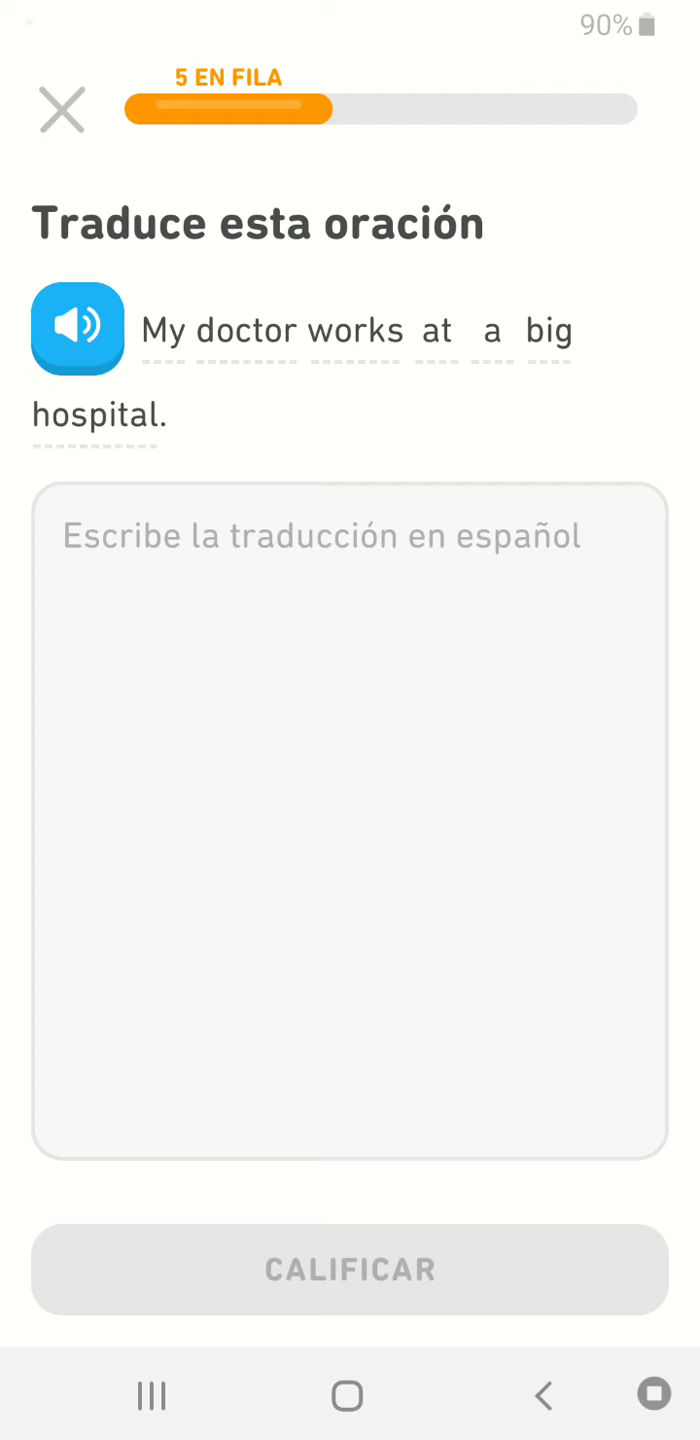 90%
5 EN FILA
Traduce esta oración
My doctor works at a big
hospital.
Escribe la traducción en español
CALIFICAR